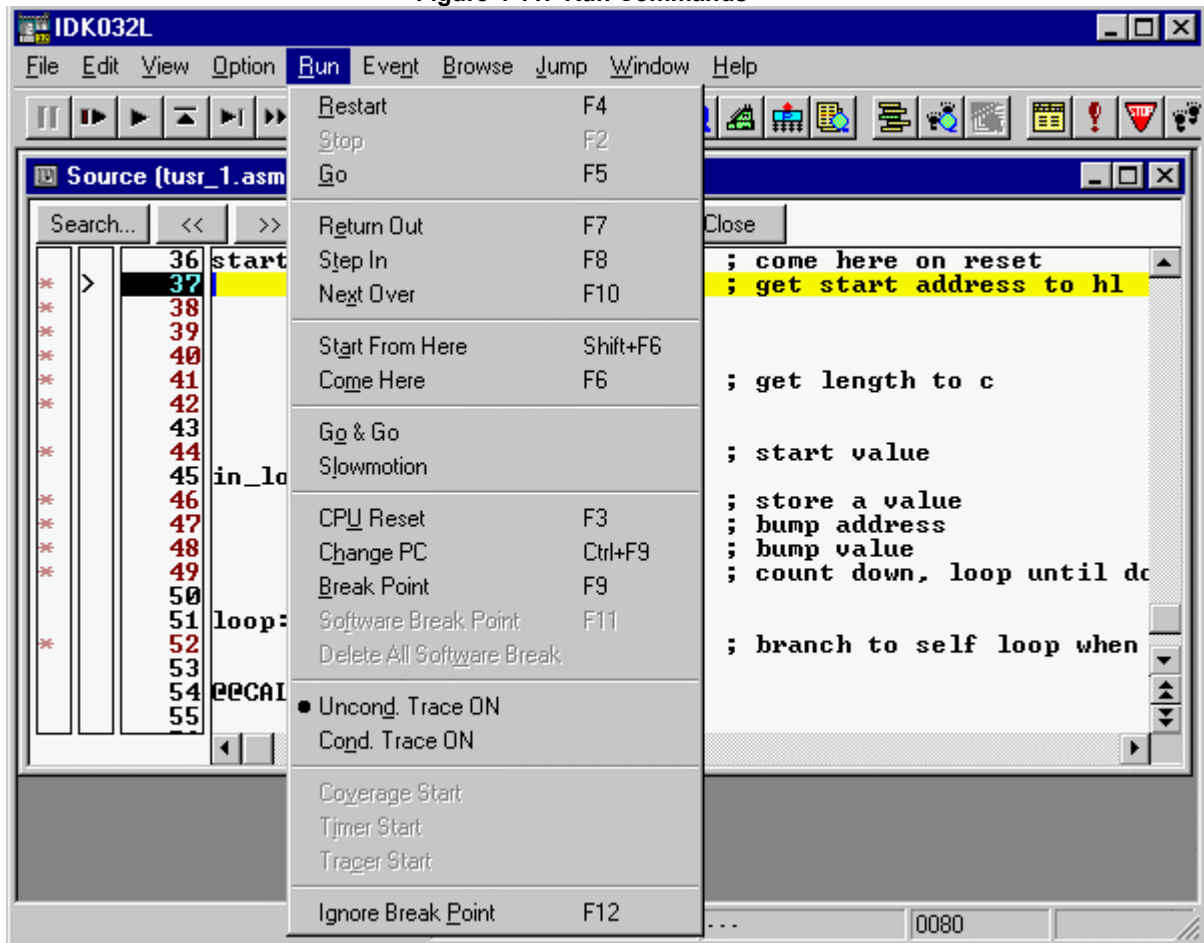 IDK032L
File Edit View Option Run Event Browse Jump Window Help
Restart F4
Stop F2
Go F5
Return Out F7
Step In F8
Next Over F10
Start From Here Shift+F6
Come Here F6
Go & Go
Slowmotion
CPU Reset F3
Change PC Ctrl+F9
Break Point F9
Software Break Point F11
Delete All Software Break
Uncond. Trace ON
Cond. Trace ON
Coverage Start
Timer Start
Tracer Start
Ignore Break Point F12
STOP
Source (tusr_1.asm
Search... << >> Close
36 start ; come here on reset
* > 37 ; get start address to hl
* 38
* 39
* 40
* 41 ; get length to c
* 42
43
* 44 ; start value
45 in_lo
* 46 ; store a value
* 47 ; bump address
* 48 ; bump value
* 49 ; count down, loop until do
50
51 loop:
* 52 ; branch to self loop when
53
54 @@CAL
55
--- 0080